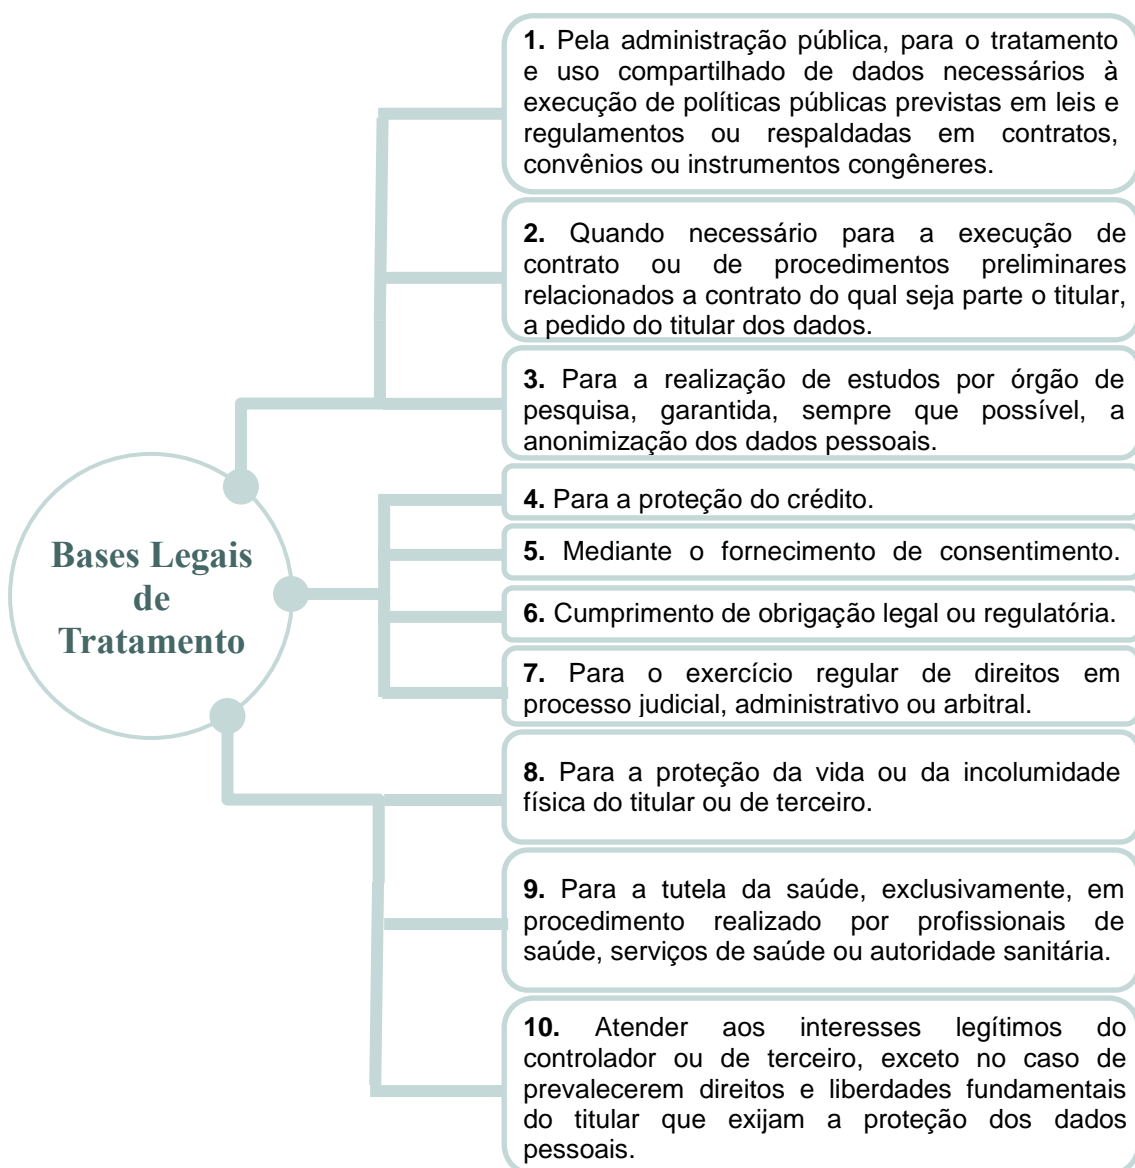 1. Pela administração pública, para o tratamento
e uso compartilhado de dados necessários à
execução de políticas públicas previstas em leis e
regulamentos ou respaldadas em contratos,
convênios ou instrumentos congêneres.
2. Quando necessário para a execução de
contrato ou de procedimentos preliminares
relacionados a contrato do qual seja parte o titular,
a pedido do titular dos dados.
3. Para a realização de estudos por órgão de
pesquisa, garantida, sempre que possível, a
anonimização dos dados pessoais.
4. Para a proteção do crédito.
Bases Legais
de
Tratamento
5. Mediante o fornecimento de consentimento.
6. Cumprimento de obrigação legal ou regulatória.
7. Para o exercício regular de direitos em
processo judicial, administrativo ou arbitral.
8. Para a proteção da vida ou da incolumidade
física do titular ou de terceiro.
9. Para a tutela da saúde, exclusivamente, em
procedimento realizado por profissionais de
saúde, serviços de saúde ou autoridade sanitária.
10. Atender aos interesses legítimos do
controlador ou de terceiro, exceto no caso de
prevalecerem direitos e liberdades fundamentais
do titular que exijam a proteção dos dados
pessoais.